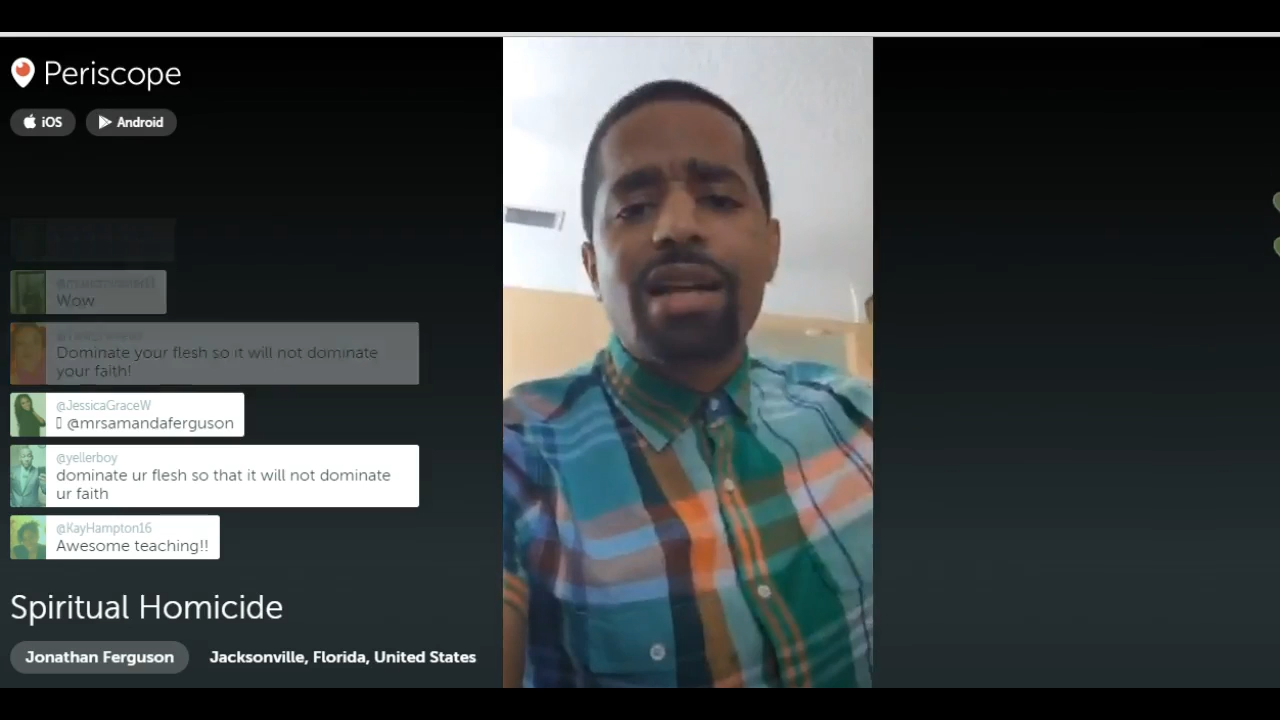 Periscope
iOS
Android
Wow
Dominate your flesh so it will not dominate
your faith!
@JessicaGraceW
@mrsamandaferguson
@yellerboy
dominate ur flesh so that it will not dominate
ur faith
@KayHampton16
Awesome teaching!!
Spiritual Homicide
Jonathan Ferguson
Jacksonville, Florida, United States